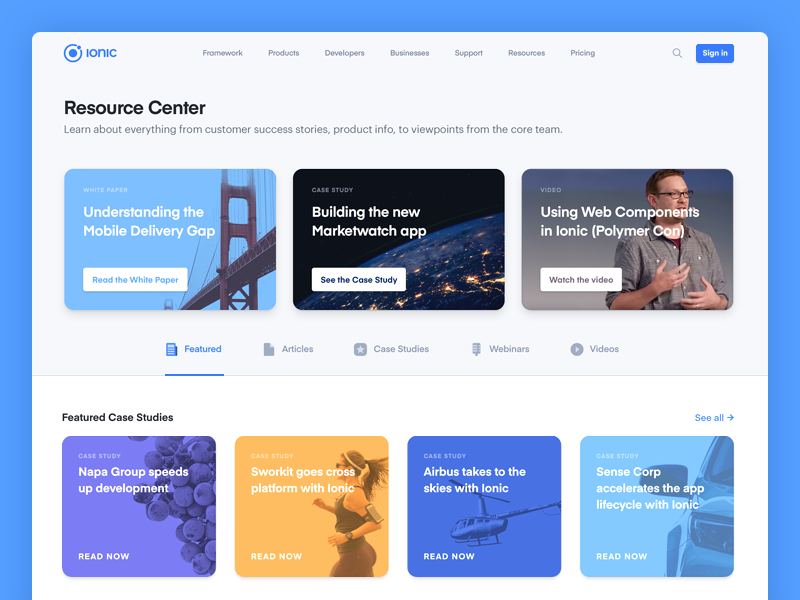 IONIC
Framework Products Developers Businesses Support Resources Pricing
Sign in
Resource Center
Learn about everything from customer success stories, product info, to viewpoints from the core team.
WHITE PAPER
Understanding the
Mobile Delivery Gap
Read the White Paper
CASE STUDY
Building the new
Marketwatch app
See the Case Study
VIDEO
Using Web Components
in Ionic (Polymer Con)
Watch the video
Featured Articles Case Studies Webinars Videos
Featured Case Studies
See all →
CASE STUDY
Napa Group speeds
up development
READ NOW
CASE STUDY
Sworkit goes cross
platform with Ionic
READ NOW
CASE STUDY
Airbus takes to the
skies with Ionic
READ NOW
CASE STUDY
Sense Corp
accelerates the app
lifecycle with Ionic
READ NOW